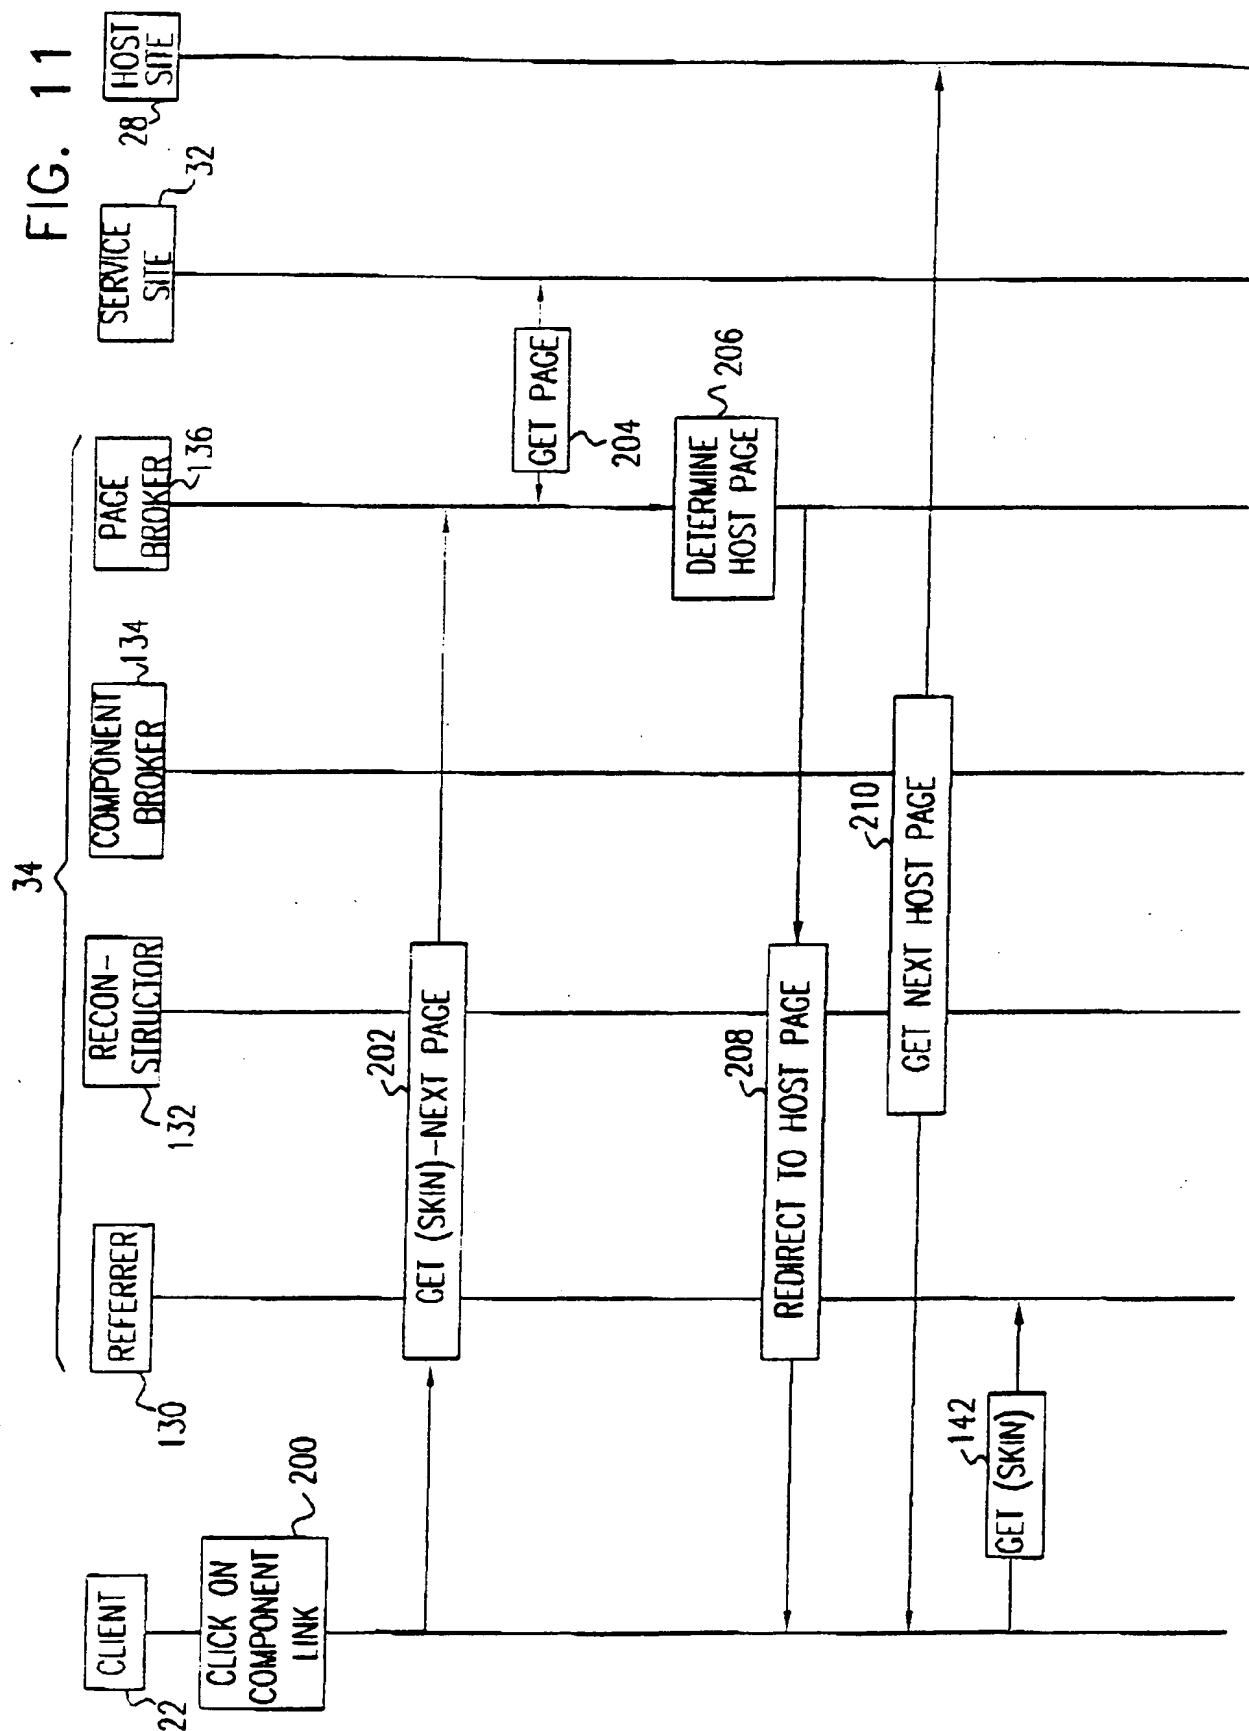 FIG. 11
34
CLIENT
22
REFERRER
130
RECON-
STRUCTOR
132
COMPONENT
BROKER
134
PAGE
BROKER
136
SERVICE
SITE
32
HOST
SITE
28
CLICK ON
COMPONENT
LINK
200
GET (SKIN)-NEXT PAGE
202
GET PAGE
204
DETERMINE
HOST PAGE
206
REDIRECT TO HOST PAGE
208
GET NEXT HOST PAGE
210
GET (SKIN)
142